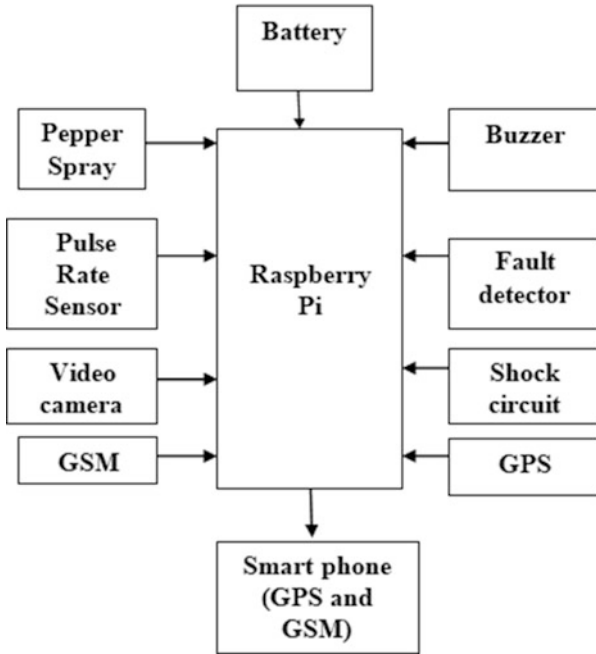 Battery
Pepper
Spray
Buzzer
Pulse
Rate
Sensor
Raspberry
Pi
Fault
detector
Video
camera
Shock
circuit
GSM
GPS
Smart phone
(GPS and
GSM)